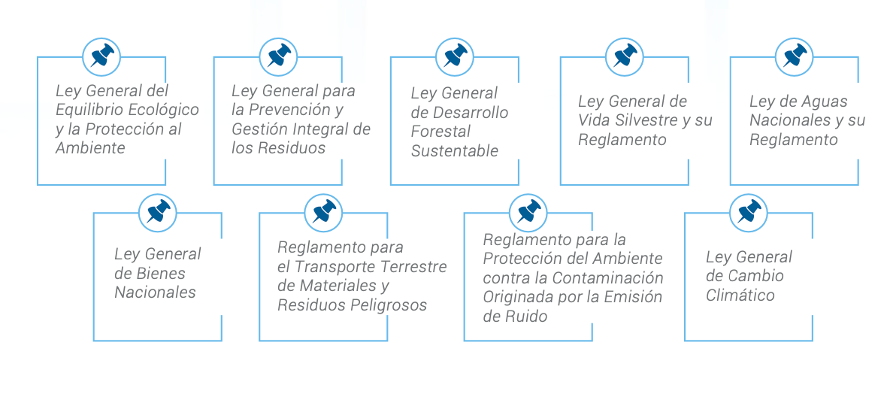 Ley General del
Equilibrio Ecológico
y la Protección al
Ambiente
Ley General para
la Prevención y
Gestión Integral de
los Residuos
Ley General
de Desarrollo
Forestal
Sustentable
Ley General de
Vida Silvestre y su
Reglamento
Ley de Aguas
Nacionales y su
Reglamento
Ley General
de Bienes
Nacionales
Reglamento para
el Transporte Terrestre
de Materiales y
Residuos Peligrosos
Reglamento para la
Protección del Ambiente
contra la Contaminación
Originada por la Emisión
de Ruido
Ley General
de Cambio
Climático